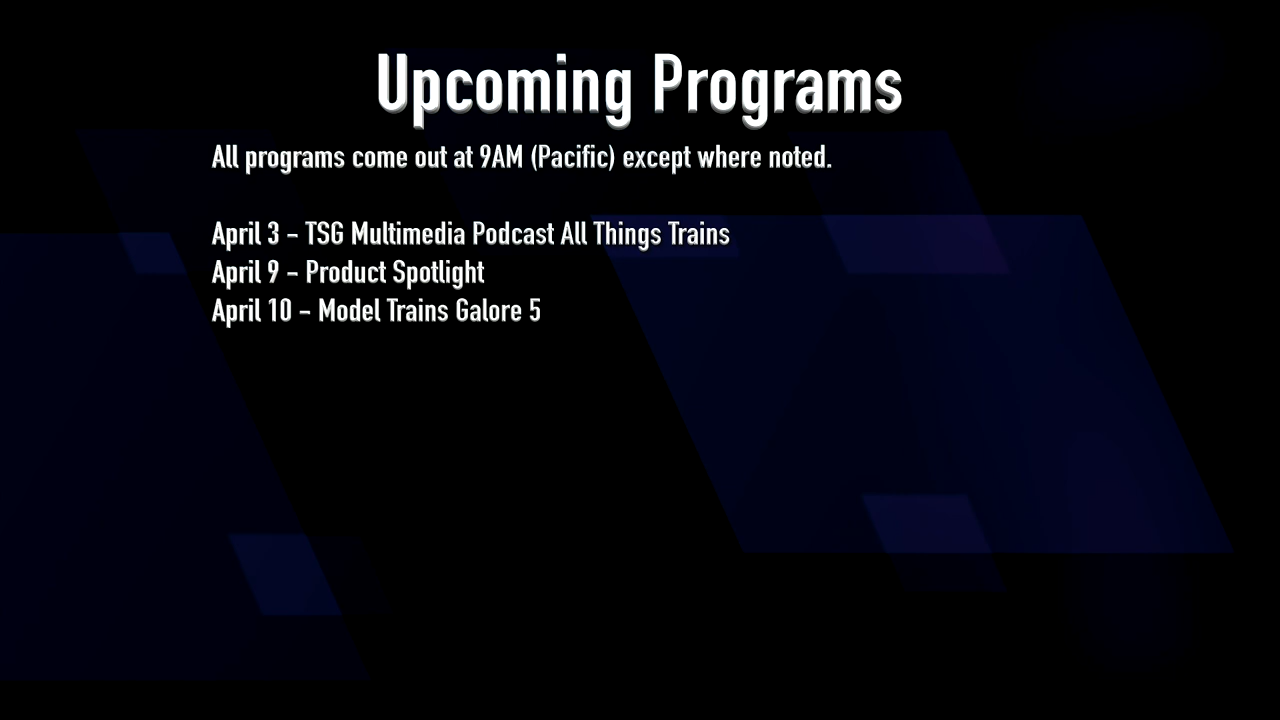 Upcoming Programs
All programs come out at 9AM (Pacific) except where noted.
April 3 – TSG Multimedia Podcast All Things Trains
April 9 – Product Spotlight
April 10 – Model Trains Galore 5